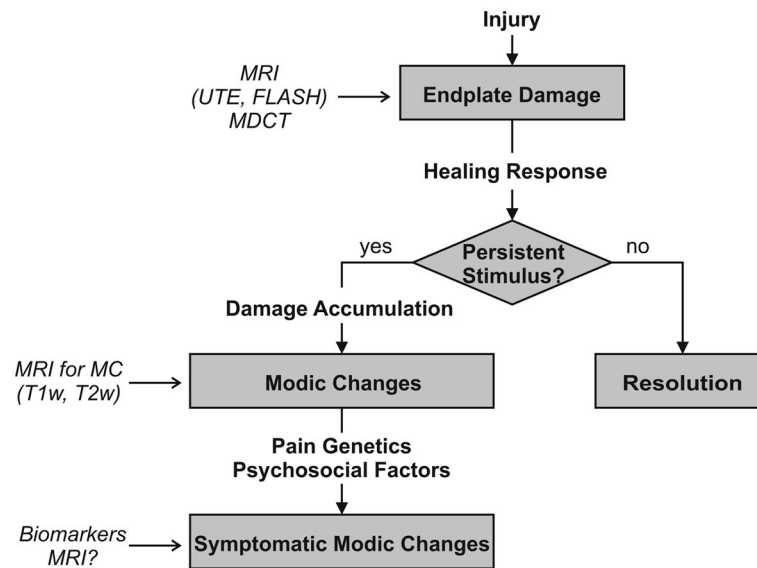 Injury
MRI
(UTE, FLASH)
MDCT
Endplate Damage
Healing Response
yes
Persistent
Stimulus?
no
Damage Accumulation
MRI for MC
(T1w, T2w)
Modic Changes
Resolution
Pain Genetics
Psychosocial Factors
Biomarkers
MRI?
Symptomatic Modic Changes